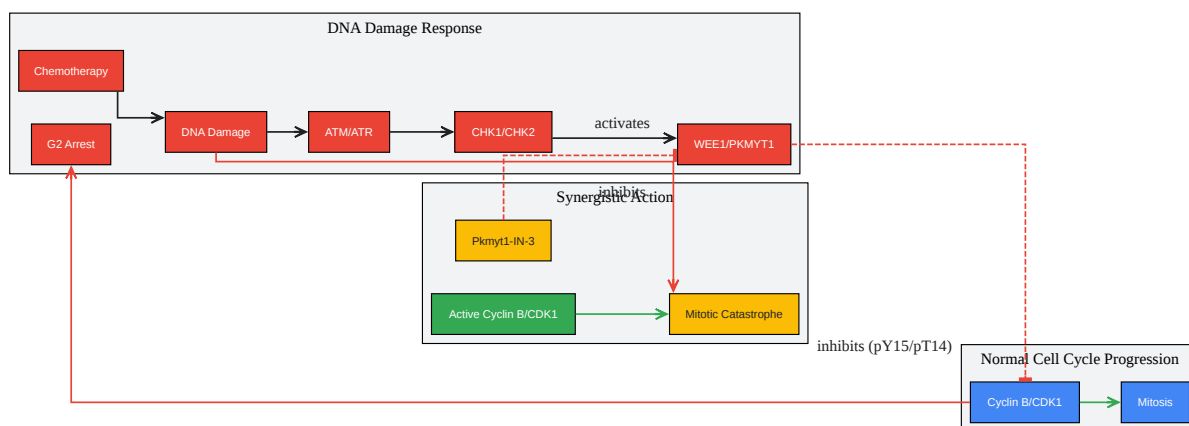 DNA Damage Response
Chemotherapy
DNA Damage
ATM/ATR
CHK1/CHK2
activates
WEE1/PKMYT1
G2 Arrest
inhibits
Synergistic Action
Pkmyt1-IN-3
Active Cyclin B/CDK1
Mitotic Catastrophe
inhibits (pY15/pT14)
Normal Cell Cycle Progression
Cyclin B/CDK1
Mitosis